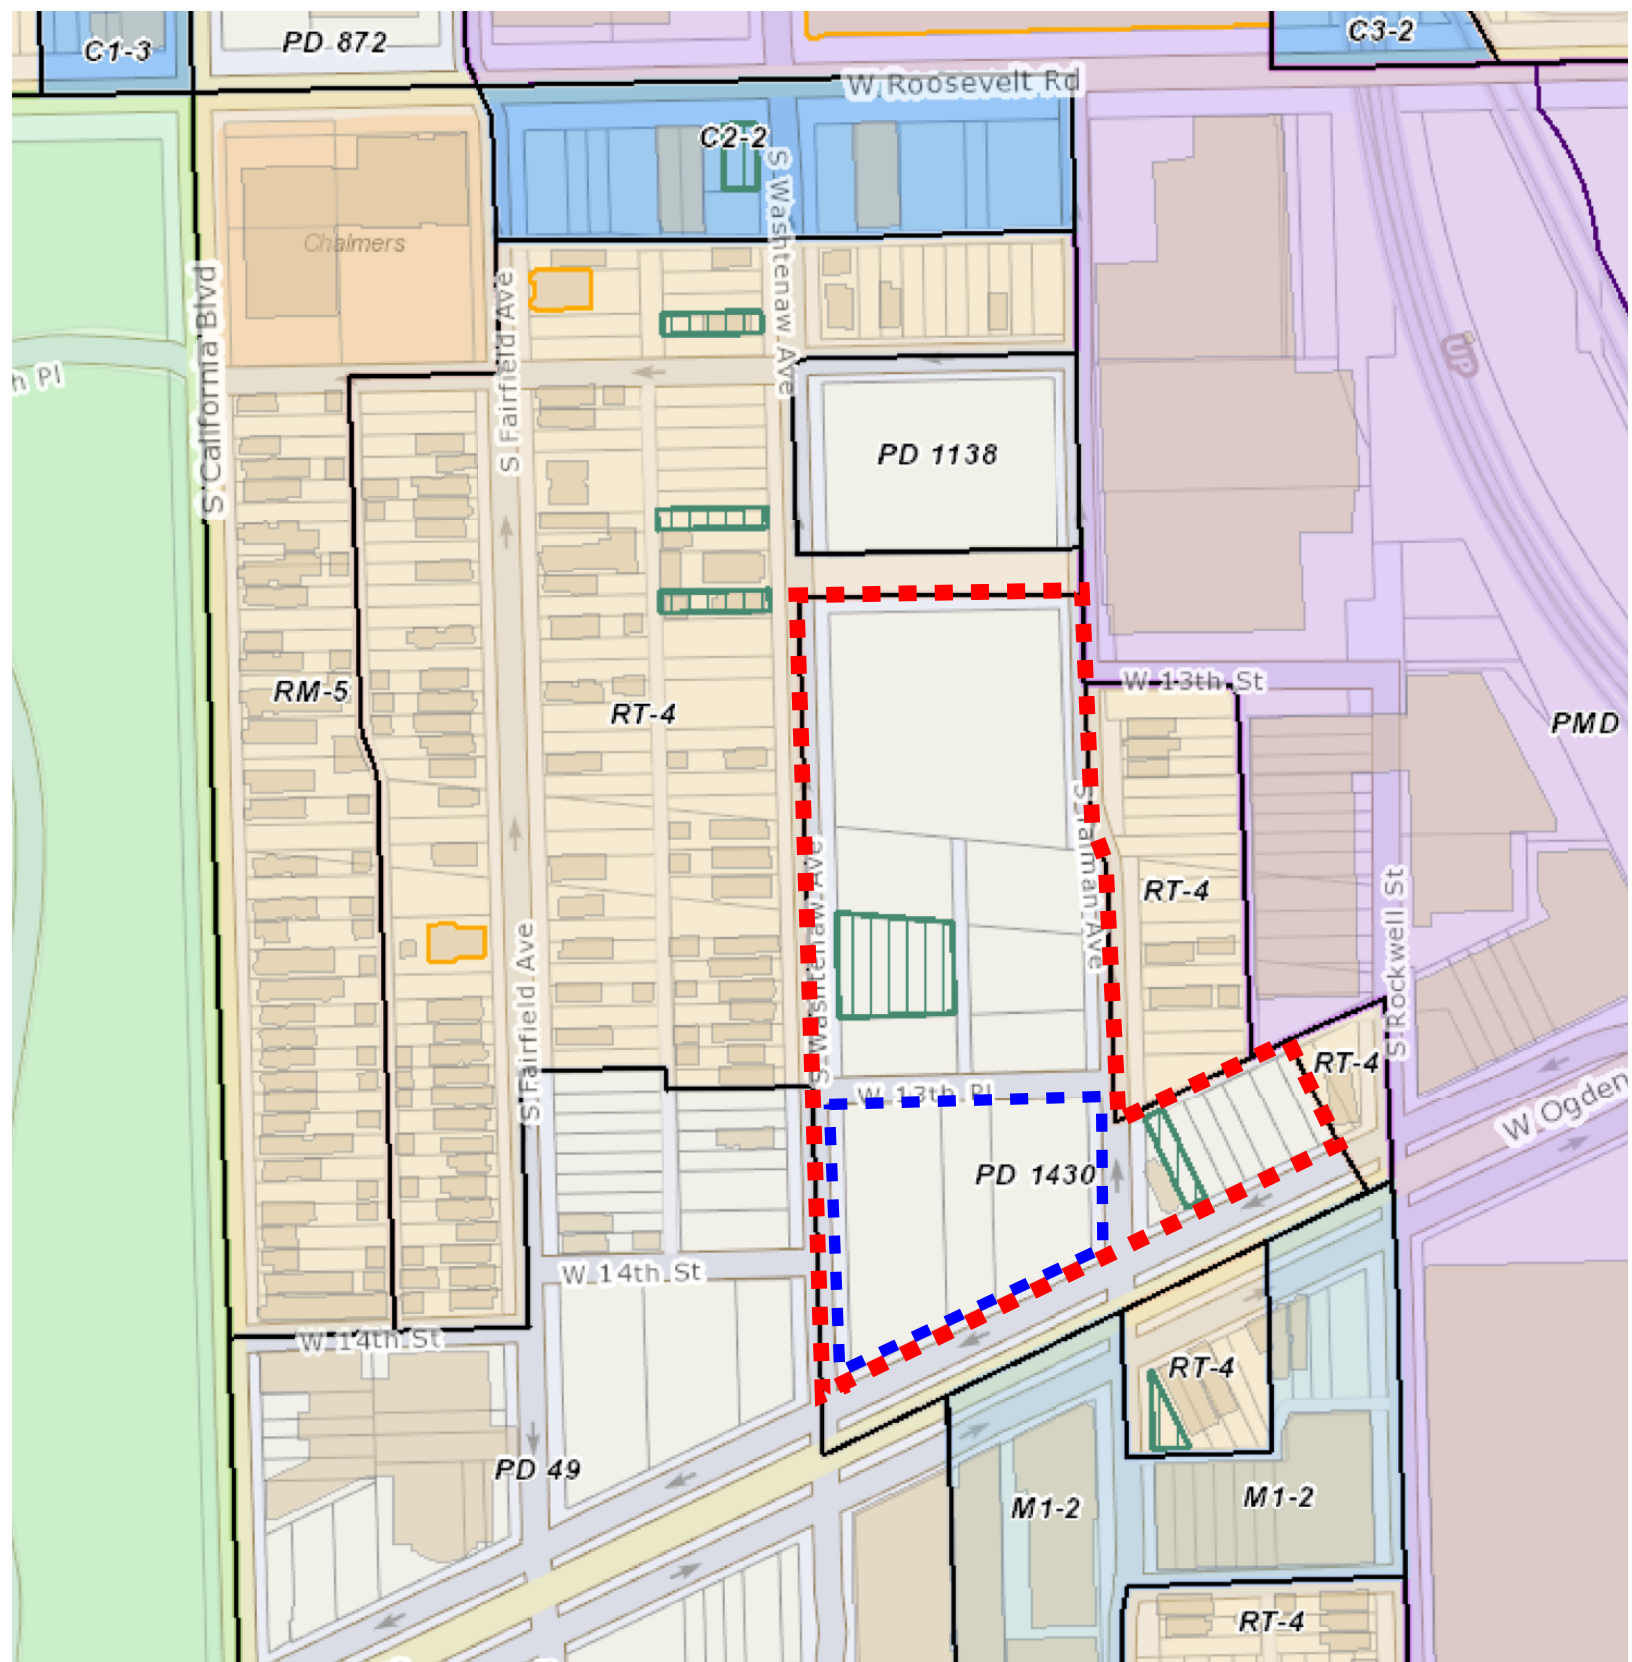 C1-3
PD 872
C3-2
W Roosevelt Rd
C2-2
S Washtenaw Ave
Chalmers
S California Blvd
S Fairfield Ave
h Pl
UP
PD 1138
RM-5
RT-4
W 13th St
PMD
S Talman Ave
S Washtenaw Ave
RT-4
S Rockwell St
S Fairfield Ave
RT-4
W 13th Pl
W Ogden
PD 1430
W 14th St
W 14th St
RT-4
PD 49
M1-2
M1-2
RT-4